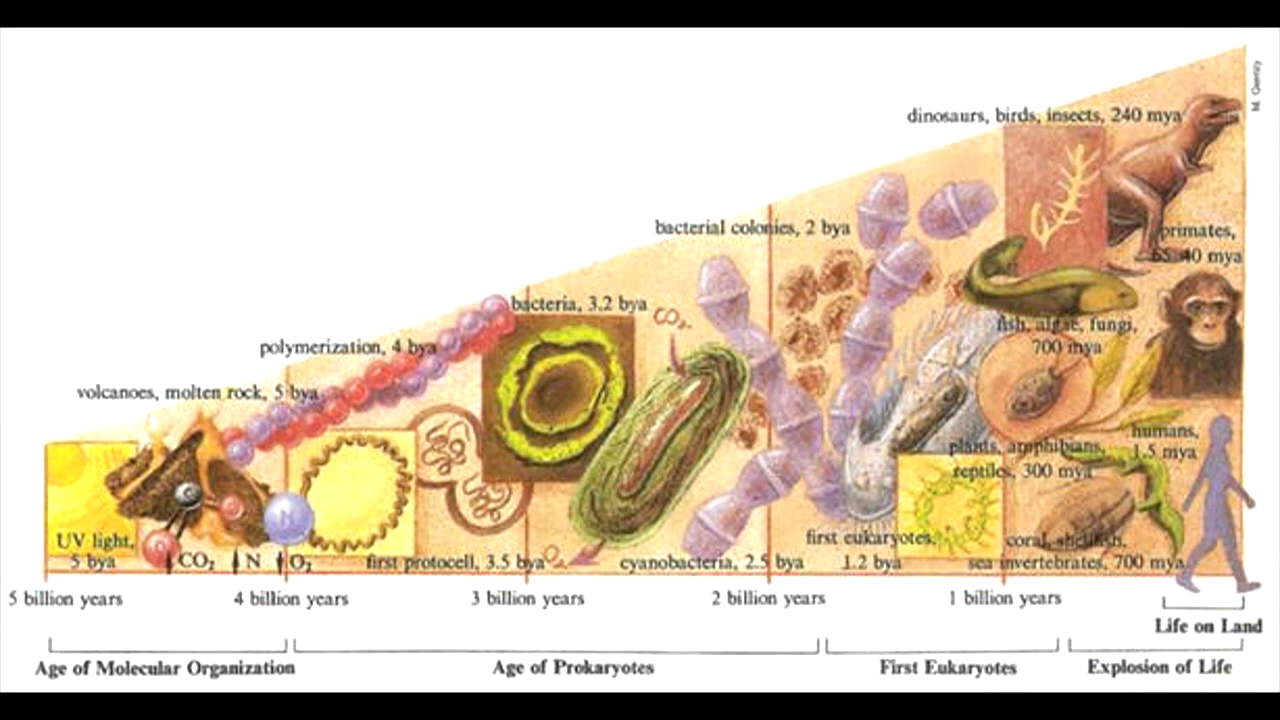 M. Guentity
dinosaurs, birds, insects, 240 mya
bacterial colonies, 2 bya
primates,
65-40 mya
bacteria, 3.2 bya
CO₂
fish, algae, fungi,
700 mya
polymerization, 4 bya
volcanoes, molten rock, 5 bya
humans,
1.5 mya
plants, amphibians,
reptiles, 300 mya
N
UV light,
5 bya
CO₂ N O₂
first protocell, 3.5 bya
O₂
cyanobacteria, 2.5 bya
first eukaryotes,
1.2 bya
coral, shellfish,
sea invertebrates, 700 mya
5 billion years
4 billion years
3 billion years
2 billion years
1 billion years
Life on Land
Age of Molecular Organization
Age of Prokaryotes
First Eukaryotes
Explosion of Life